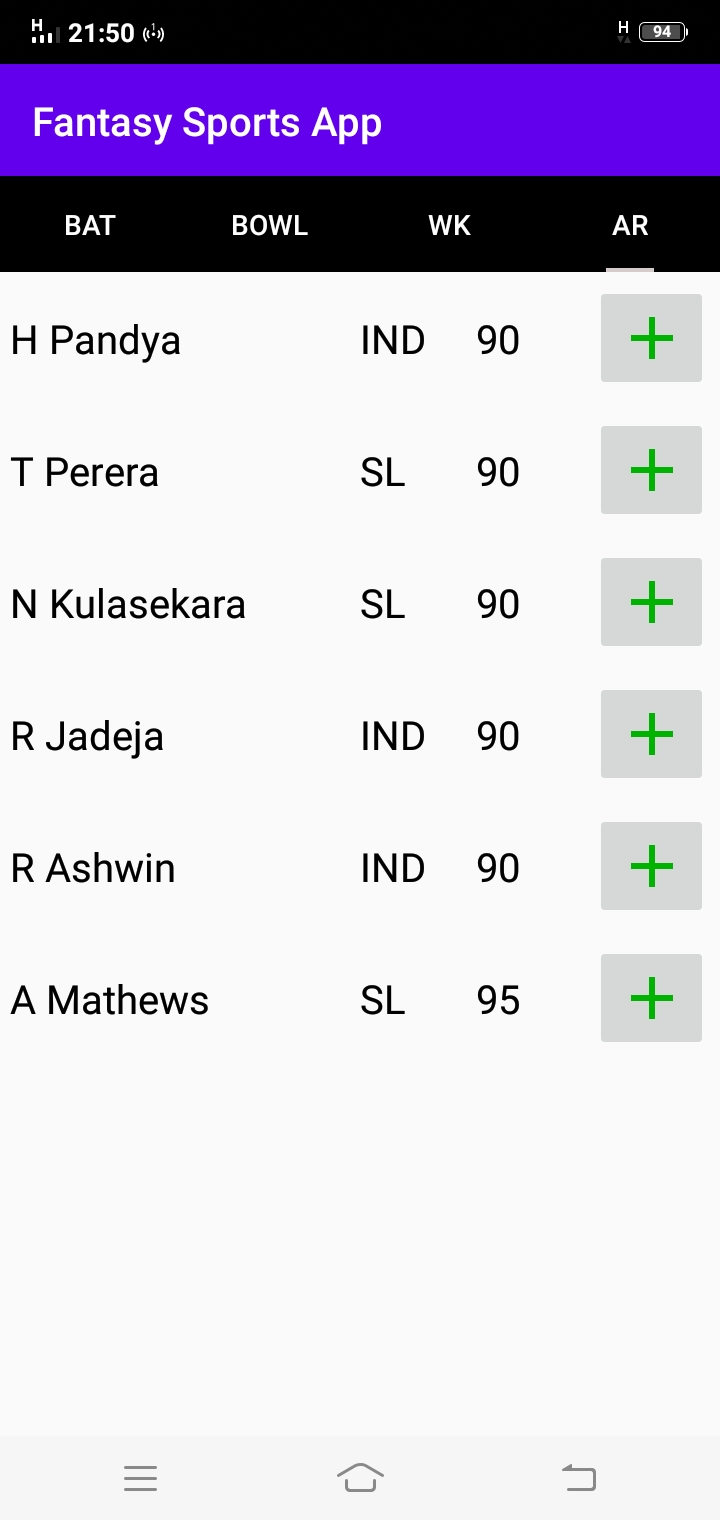 H 21:50 1 H 94
Fantasy Sports App
BAT BOWL WK AR
H Pandya IND 90 +
T Perera SL 90 +
N Kulasekara SL 90 +
R Jadeja IND 90 +
R Ashwin IND 90 +
A Mathews SL 95 +